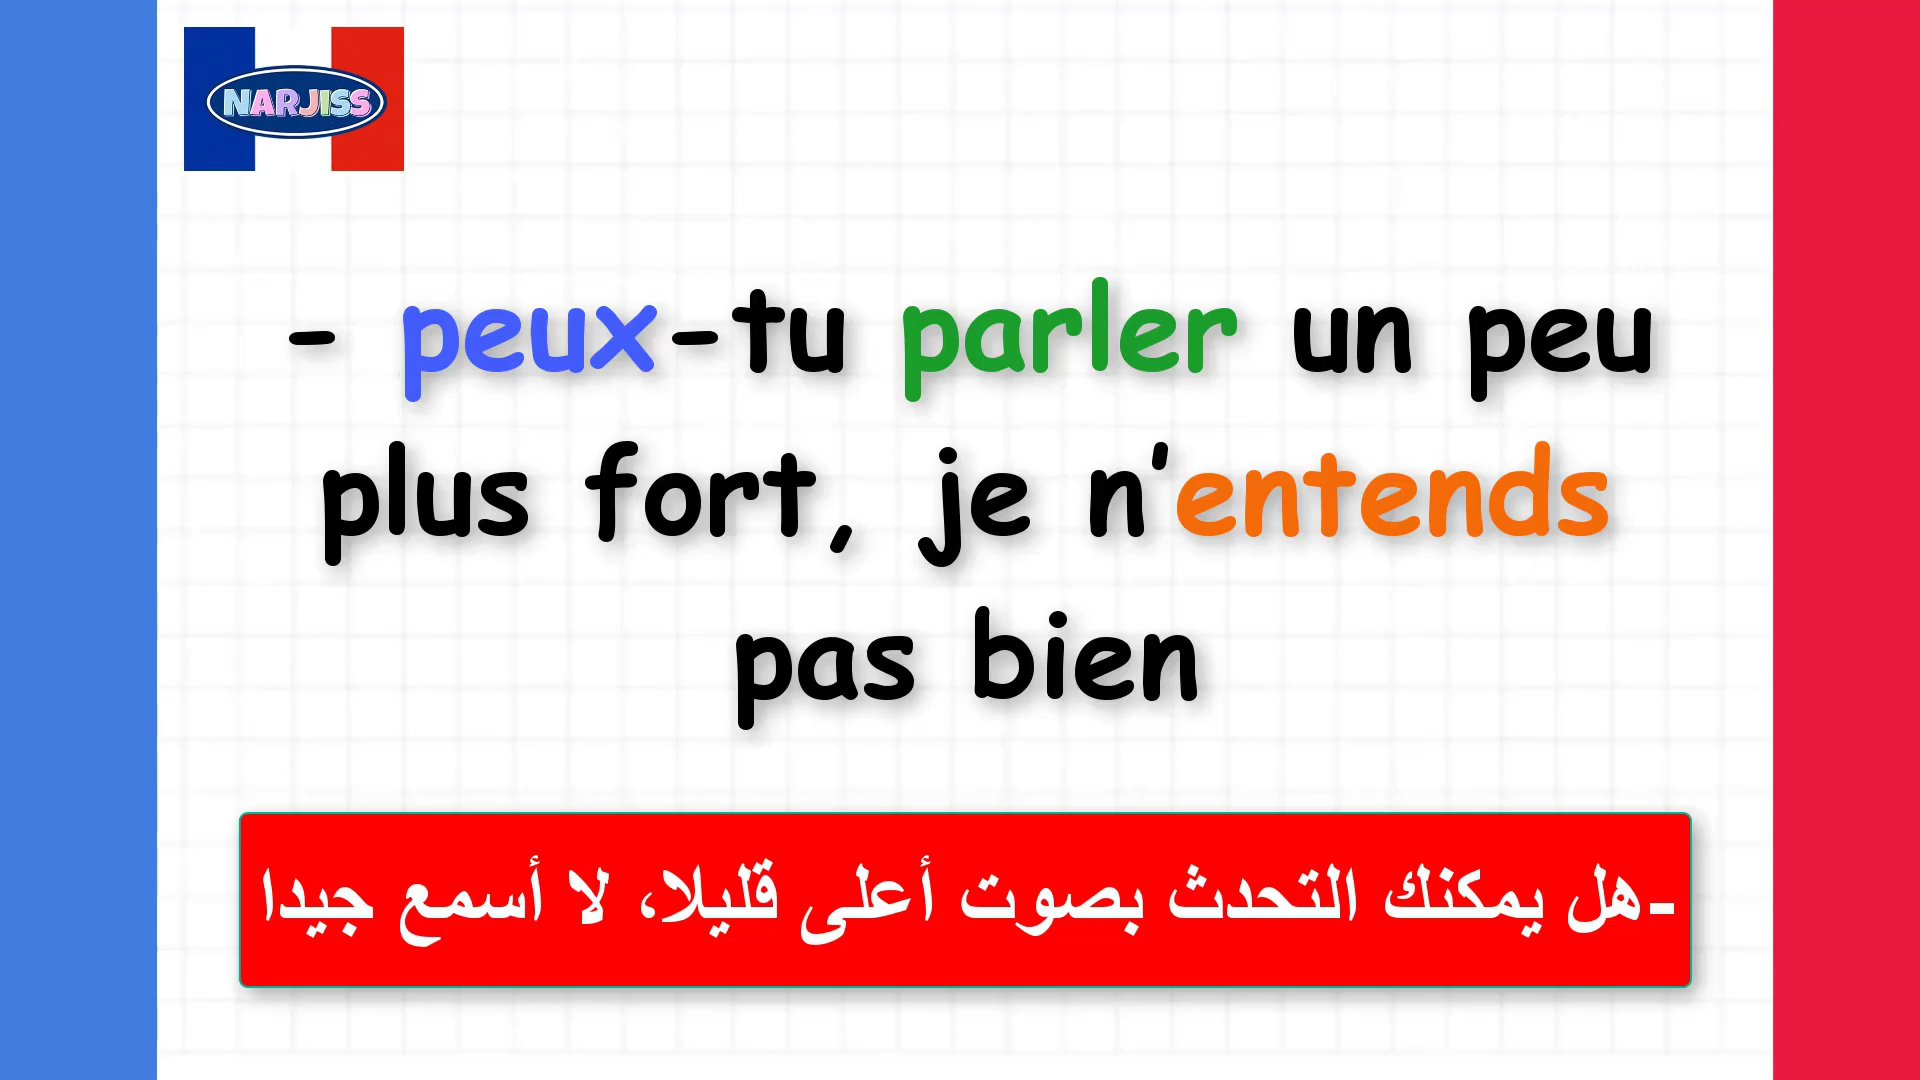 NARJISS
- peux-tu parler un peu
plus fort, je n’entends
pas bien
-هل يمكنك التحدث بصوت أعلى قليلا، لا أسمع جيدا